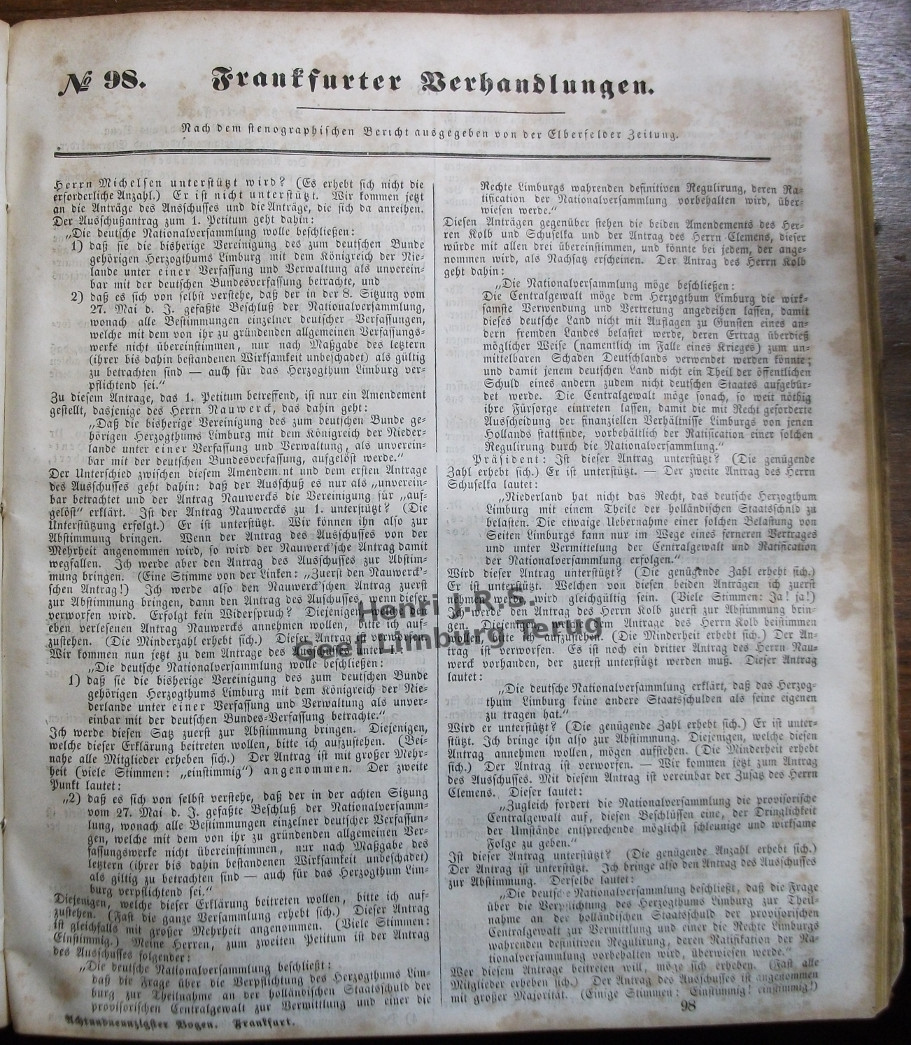 № 98. Frankfurter Verhandlungen.
Nach dem stenographischen Bericht ausgegeben von der Elberfelder Zeitung.
Herrn Michelsen unterstützt wird? (Es erhebt sich nicht die
erforderliche Anzahl.) Er ist nicht unterstützt. Wir kommen jetzt
an die Anträge des Ausschusses und die Anträge, die sich da anreihen.
Der Ausschußantrag zum 1. Petitum geht dahin:
„Die deutsche Nationalversammlung wolle beschließen:
1) daß sie die bisherige Vereinigung des zum deutschen Bunde
gehörigen Herzogthums Limburg mit dem Königreich der Nie-
lande unter einer Verfassung und Verwaltung als unverein-
bar mit der deutschen Bundesverfassung betrachte, und
2) daß es sich von selbst verstehe, daß der in der 8. Sitzung vom
27. Mai d. J. gefaßte Beschluß der Nationalversammlung,
wonach alle Bestimmungen einzelner deutscher Verfassungen,
welche mit dem von ihr zu gründenden allgemeinen Verfassungs-
werke nicht übereinstimmen, nur nach Maßgabe des letztern
(ihrer bis dahin bestandenen Wirksamkeit unbeschadet) als gültig
zu betrachten sind — auch für das Herzogthum Limburg ver-
pflichtend sei.“
Zu diesem Antrage, das 1. Petitum betreffend, ist nur ein Amendement
gestellt, dasjenige des Herrn Nauwerck, das dahin geht:
„Daß die bisherige Vereinigung des zum deutschen Bunde ge-
hörigen Herzogthums Limburg mit dem Königreich der Nieder-
lande unter einer Verfassung und Verwaltung, als unverein-
bar mit der deutschen Bundesverfassung, aufgelöst werde.“
Der Unterschied zwischen diesem Amendem nt und dem ersten Antrage
des Ausschusses geht dahin: daß der Ausschuß es nur als „unverein-
bar betrachtet und der Antrag Nauwercks die Vereinigung für „auf-
gelöst“ erklärt. Ist der Antrag Nauwercks zu 1. unterstützt? (Die
Unterstützung erfolgt.) Er ist unterstützt. Wir können ihn also zur
Abstimmung bringen. Wenn der Antrag des Ausschusses von der
Mehrheit angenommen wird, so wird der Nauwerck'sche Antrag damit
wegfallen. Ich werde aber den Antrag des Ausschusses zur Abstim-
mung bringen. (Eine Stimme von der Linken: „Zuerst den Nauwerck'-
schen Antrag!) Ich werde also den Nauwerck'schen Antrag zuerst
zur Abstimmung bringen, dann den Antrag des Ausschusses, wenn dieser
verworfen wird. Erfolgt kein Widerspruch? Diejenigen, die den
eben verlesenen Antrag Nauwercks annehmen wollen, bitte ich auf-
zustehen. (Die Minderzahl erhebt sich.) Dieser Antrag ist verworfen.
Wir kommen nun jetzt zu dem Antrage des Ausschusses unter 1.
„Die deutsche Nationalversammlung wolle beschließen:
1) daß sie die bisherige Vereinigung des zum deutschen Bunde
gehörigen Herzogthums Limburg mit dem Königreich der Nie-
derlande unter einer Verfassung und Verwaltung als unver-
einbar mit der deutschen Bundes-Verfassung betrachte.“
Ich werde diesen Satz zuerst zur Abstimmung bringen. Diejenigen,
welche dieser Erklärung beitreten wollen, bitte ich aufzustehen. (Bei-
nahe alle Mitglieder erheben sich.) Der Antrag ist mit großer Mehr-
heit (viele Stimmen: „einstimmig“) angenommen. Der zweite
Punkt lautet:
„2) daß es sich von selbst verstehe, daß der in der achten Sitzung
vom 27. Mai d. J. gefaßte Beschluß der Nationalversamm-
lung, wonach alle Bestimmungen einzelner deutscher Verfassun-
gen, welche mit dem von ihr zu gründenden allgemeinen Ver-
fassungswerke nicht übereinstimmen, nur nach Maßgabe des
letztern (ihrer bis dahin bestandenen Wirksamkeit unbeschadet)
als giltig zu betrachten sind — auch für das Herzogthum Lim-
burg verpflichtend sei.“
Diejenigen, welche dieser Erklärung beitreten wollen, bitte ich auf-
zustehen. (Fast die ganze Versammlung erhebt sich.) Dieser Antrag
ist gleichfalls mit großer Mehrheit angenommen. (Viele Stimmen:
Einstimmig.) Meine Herren, zum zweiten Petitum ist der Antrag
des Ausschusses folgender:
„Die deutsche Nationalversammlung beschließt:
daß die Frage über die Verpflichtung des Herzogthums Lim-
burg zur Theilnahme an der holländischen Staatschuld der
provisorischen Centralgewalt zur Vermittlung und einer die
Achtundneunzigster Bogen. Frankfurt.
Rechte Limburgs wahrenden definitiven Regulirung, deren Ra-
tification der Nationalversammlung vorbehalten wird, über-
wiesen werde.“
Diesen Anträgen gegenüber stehen die beiden Amendements des Her-
ren Kolb und Schuselka und der Antrag des Herrn Clemens, dieser
würde mit allen drei übereinstimmen, und könnte bei jedem, der ange-
nommen wird, als Nachsatz erscheinen. Der Antrag des Herrn Kolb
geht dahin:
„Die Nationalversammlung möge beschließen:
Die Centralgewalt möge dem Herzogthum Limburg die wirk-
samste Verwendung und Vertretung angedeihen lassen, damit
dieses deutsche Land nicht mit Auflagen zu Gunsten eines an-
dern fremden Landes belastet werde, deren Ertrag überdieß
möglicher Weise (namentlich im Falle eines Krieges) zum un-
mittelbaren Schaden Deutschlands verwendet werden könnte;
und damit jenem deutschen Land nicht ein Theil der öffentlichen
Schuld eines andern zudem nicht deutschen Staates aufgebür-
det werde. Die Centralgewalt möge sonach, so weit nöthig
ihre Fürsorge eintreten lassen, damit die mit Recht geforderte
Ausscheidung der finanziellen Verhältnisse Limburgs von jenen
Hollands stattfinde, vorbehältlich der Ratification einer solchen
Regulirung durch die Nationalversammlung.“
Präsident: Ist dieser Antrag unterstützt? (Die genügende
Zahl erhebt sich.) Er ist unterstützt. — Der zweite Antrag des Herrn
Schuselka lautet:
„Niederland hat nicht das Recht, das deutsche Herzogthum
Limburg mit einem Theile der holländischen Staatschuld zu
belasten. Die etwaige Uebernahme einer solchen Belastung von
Seiten Limburgs kann nur im Wege eines ferneren Vertrages
und unter Vermittelung der Centralgewalt und Ratification
der Nationalversammlung erfolgen.“
Wird dieser Antrag unterstützt? (Die genügende Zahl erhebt sich.)
Er ist unterstützt. Welchen von diesen beiden Anträgen ich zuerst
nehme, wird gleichgültig sein. (Viele Stimmen: Ja! ja!)
Ich werde den Antrag des Herrn Kolb zuerst zur Abstimmung brin-
gen. Diejenigen, die dem Antrage des Herrn Kolb beistimmen
wollen, bitte ich aufzustehen. (Die Minderheit erhebt sich.) Der An-
trag ist verworfen. Es ist noch ein dritter Antrag des Herrn Nau-
werck vorhanden, der zuerst unterstützt werden muß. Dieser Antrag
lautet:
„Die deutsche Nationalversammlung erklärt, daß das Herzog-
thum Limburg keine andere Staatsschulden als seine eigenen
zu tragen hat.“
Wird er unterstützt? (Die genügende Zahl erhebt sich.) Er ist unter-
stützt. Ich bringe ihn also zur Abstimmung. Diejenigen, welche diesen
Antrag annehmen wollen, mögen aufstehen. (Die Minderheit erhebt
sich.) Der Antrag ist verworfen. — Wir kommen jetzt zum Antrag
des Ausschusses. Mit diesem Antrag ist vereinbar der Zusatz des Herrn
Clemens. Dieser lautet:
„Zugleich fordert die Nationalversammlung die provisorische
Centralgewalt auf, diesen Beschlüssen eine, der Dringlichkeit
der Umstände entsprechende möglichst schleunige und wirksame
Folge zu geben.“
Ist dieser Antrag unterstützt? (Die genügende Anzahl erhebt sich.)
Der Antrag ist unterstützt. Ich bringe also den Antrag des Ausschusses
zur Abstimmung. Derselbe lautet:
„Die deutsche Nationalversammlung beschließt, daß die Frage
über die Verpflichtung des Herzogthums Limburg zur Theil-
nahme an der holländischen Staatschuld der provisorischen
Centralgewalt zur Vermittlung und einer die Rechte Limburgs
wahrenden definitiven Regulirung, deren Ratifikation der Na-
tionalversammlung vorbehalten wird, überwiesen werde.“
Wer diesem Antrage beitreten will, möge sich erheben. (Fast alle
Mitglieder erheben sich.) Der Antrag des Ausschusses ist angenommen
mit großer Majorität. (Einige Stimmen: Einstimmig! einstimmig!)
98
Henri J.R.S.
Geef Limburg Terug